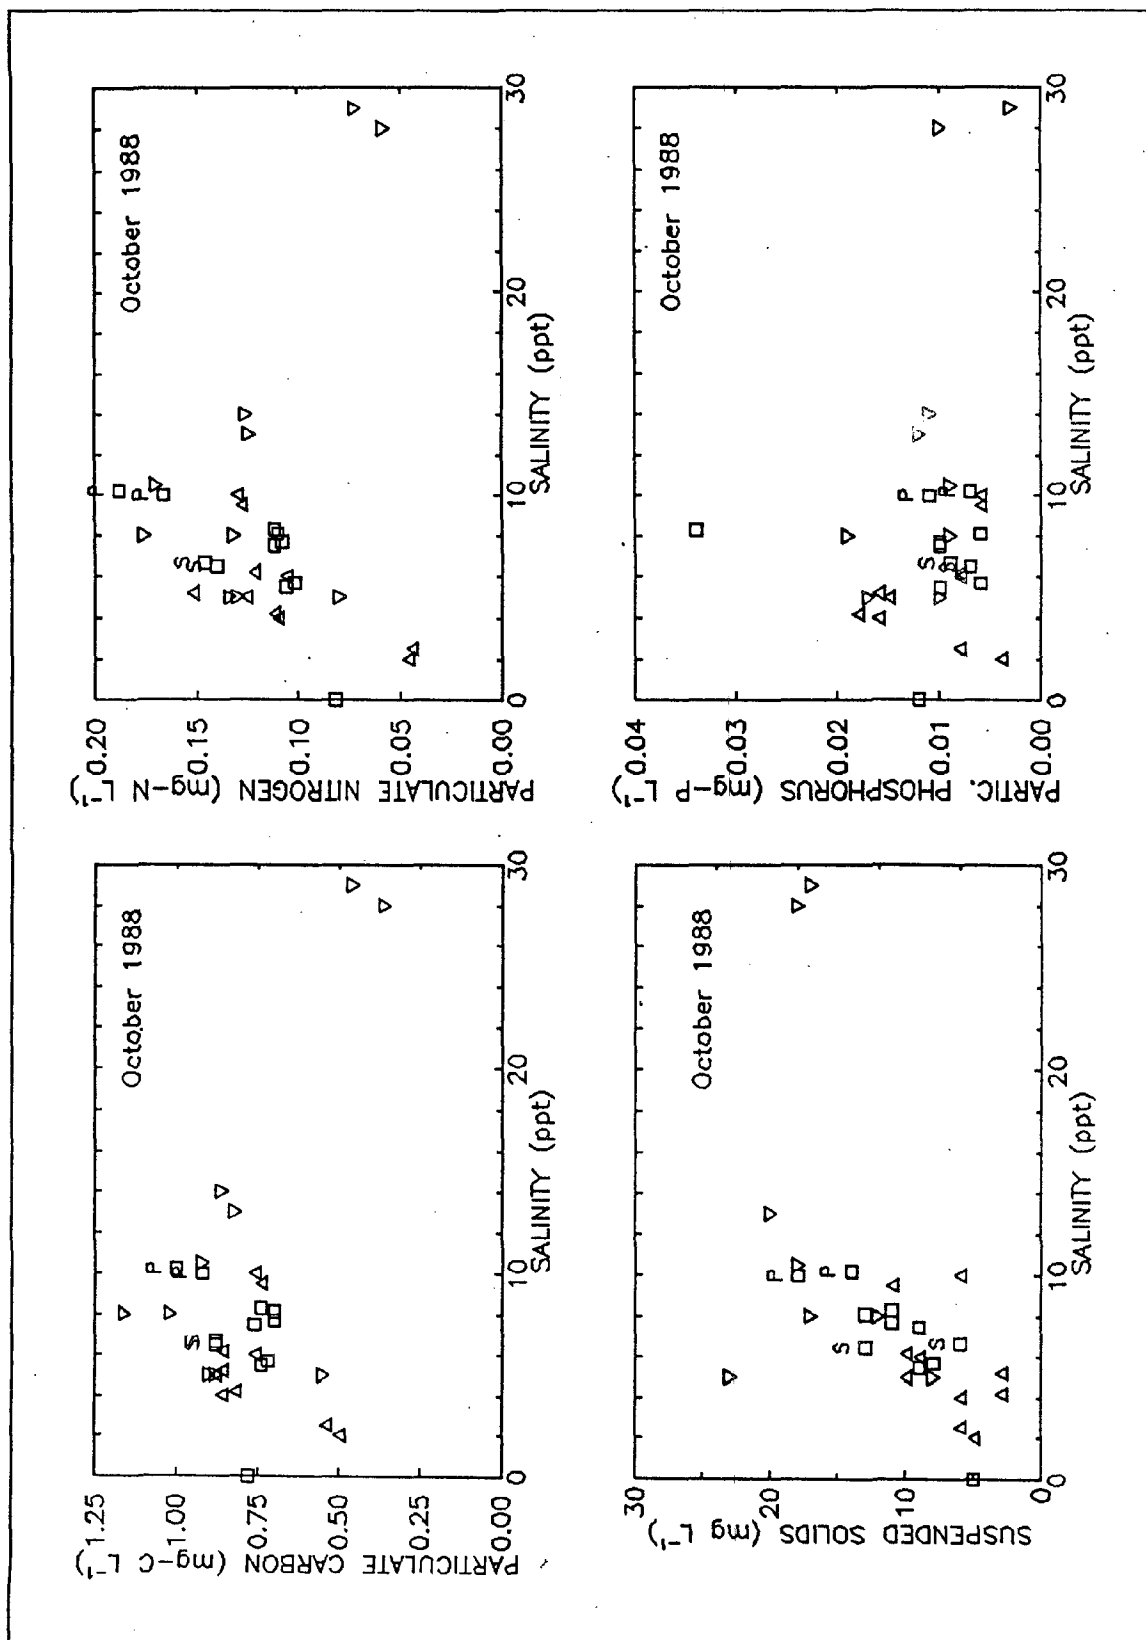 October 1988
PARTICULATE CARBON (mg-C L⁻¹)
1.25
1.00
0.75
0.50
0.25
0.00
0
10
20
30
SALINITY (ppt)
S
S
P
P
October 1988
PARTICULATE NITROGEN (mg-N L⁻¹)
0.20
0.15
0.10
0.05
0.00
0
10
20
30
SALINITY (ppt)
S
S
P
P
October 1988
SUSPENDED SOLIDS (mg L⁻¹)
30
20
10
0
0
10
20
30
SALINITY (ppt)
S
S
P
P
October 1988
PARTIC. PHOSPHORUS (mg-P L⁻¹)
0.04
0.03
0.02
0.01
0.00
0
10
20
30
SALINITY (ppt)
S
S
P
P